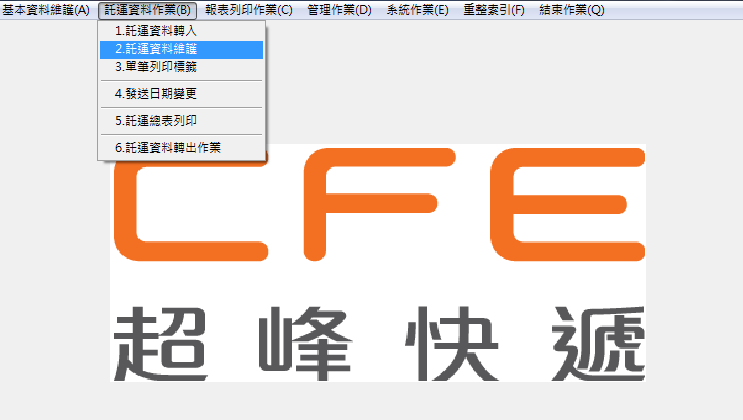 基本資料維護(A) 託運資料作業(B) 報表列印作業(C) 管理作業(D) 系統作業(E) 重整索引(F) 結束作業(Q)
1.託運資料轉入
2.託運資料維護
3.單筆列印標籤
4.發送日期變更
5.託運總表列印
6.託運資料轉出作業
CFE
超峰快遞